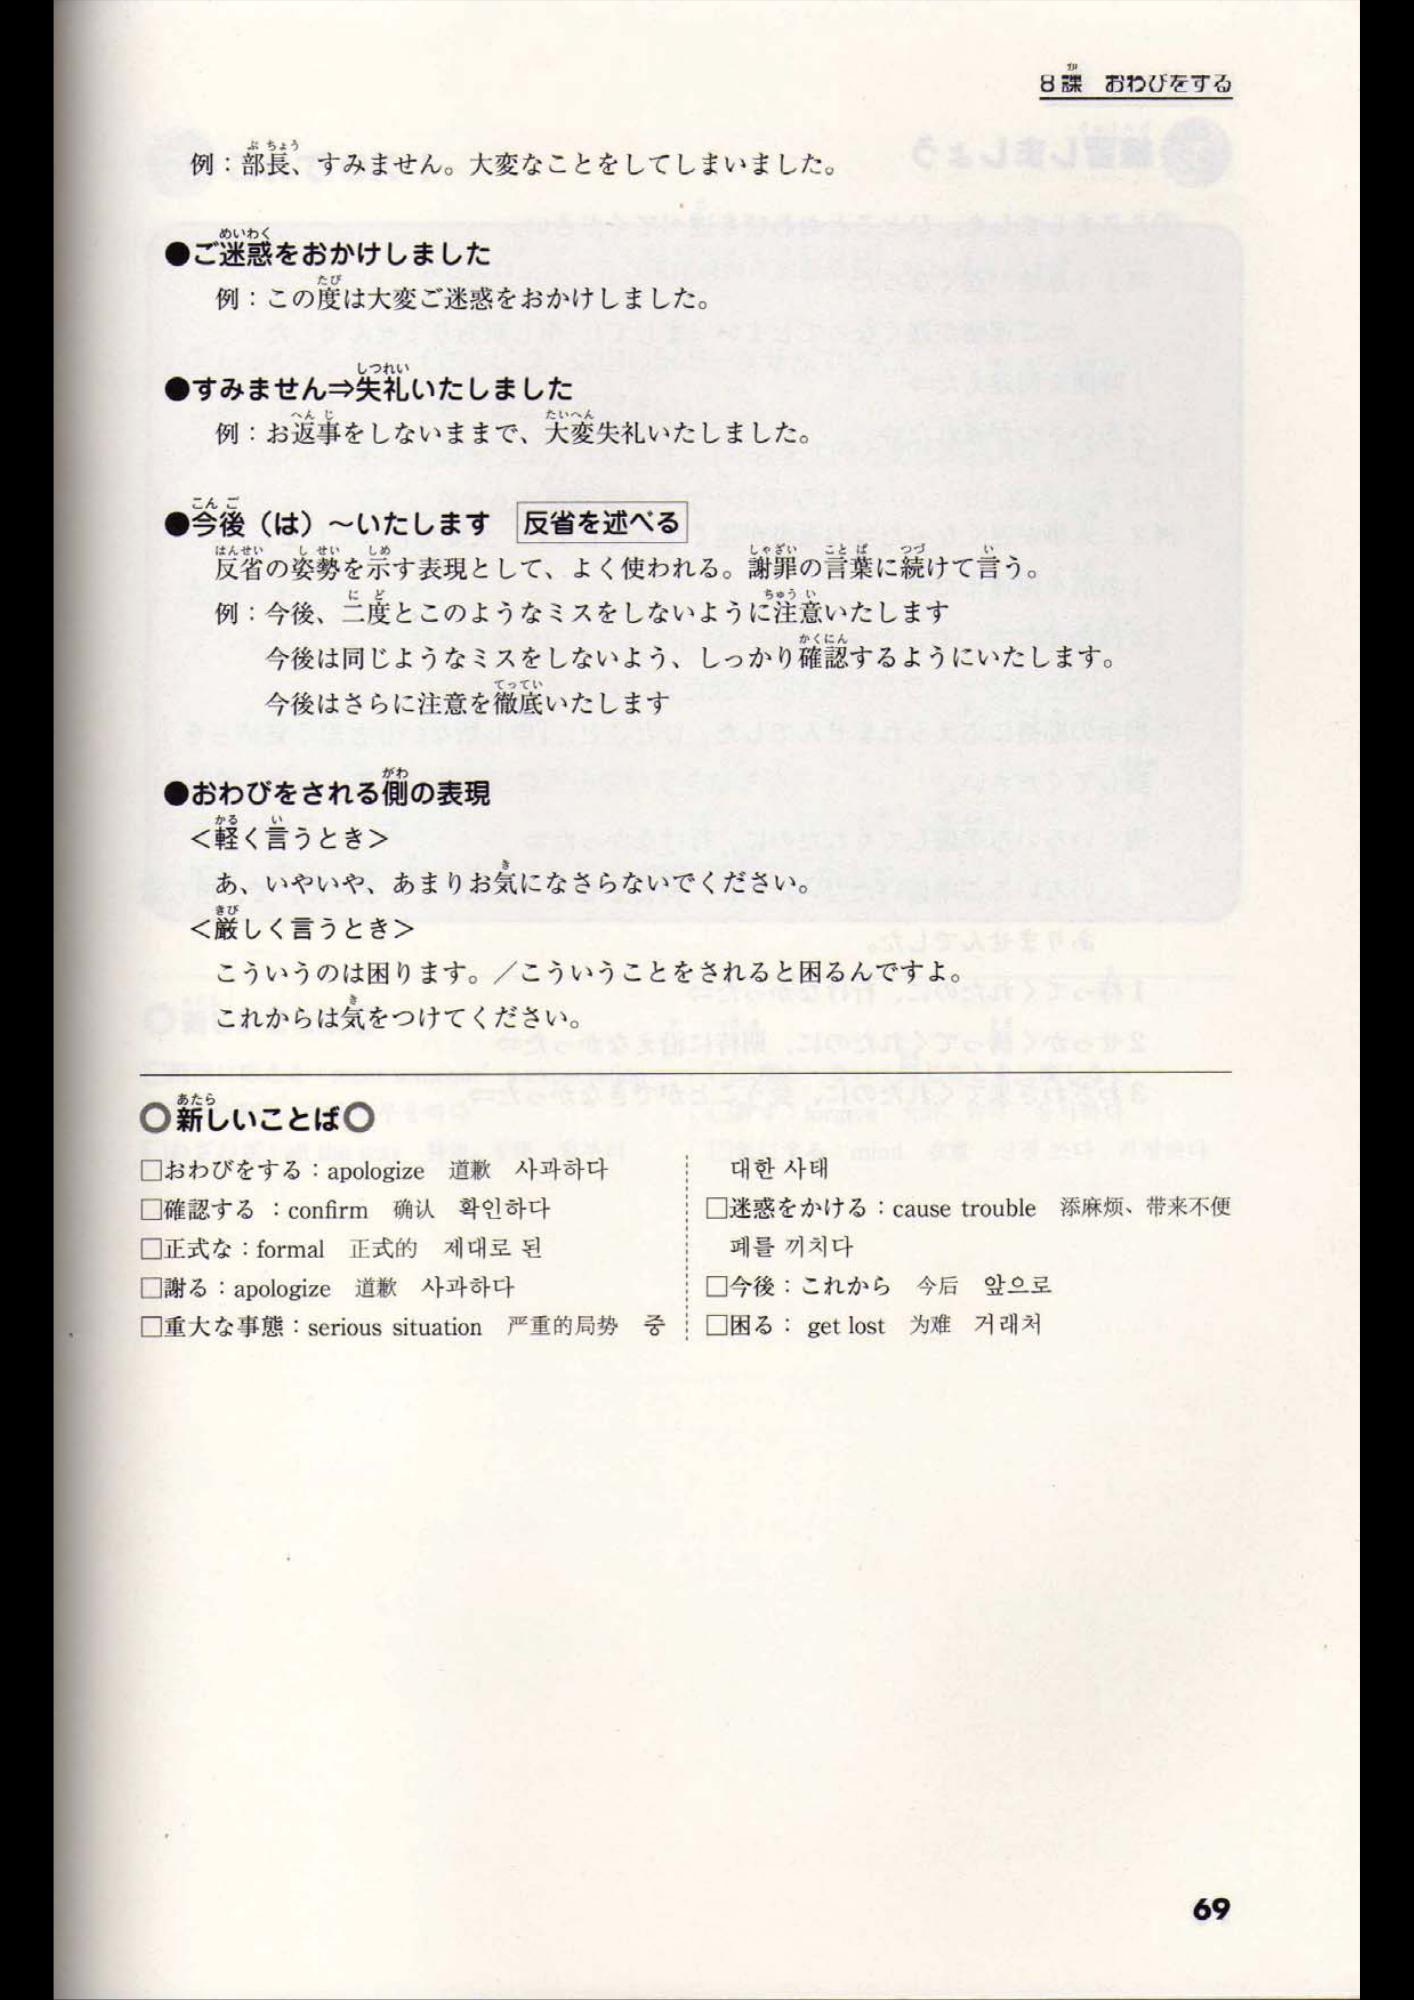 8課　おわびをする
例：部長、すみません。大変なことをしてしまいました。
●ご迷惑をおかけしました
例：この度は大変ご迷惑をおかけしました。
●すみません⇒失礼いたしました
例：お返事をしないままで、大変失礼いたしました。
●今後（は）～いたします　反省を述べる
反省の姿勢を示す表現として、よく使われる。謝罪の言葉に続けて言う。
例：今後、二度とこのようなミスをしないように注意いたします
今後は同じようなミスをしないよう、しっかり確認するようにいたします。
今後はさらに注意を徹底いたします
●おわびをされる側の表現
＜軽く言うとき＞
あ、いやいや、あまりお気になさらないでください。
＜厳しく言うとき＞
こういうのは困ります。／こういうことをされると困るんですよ。
これからは気をつけてください。
○新しいことば○
□おわびをする：apologize　道歉　사과하다
□確認する ：confirm　确认　확인하다
□正式な：formal　正式的　제대로 된
□謝る：apologize　道歉　사과하다
□重大な事態：serious situation　严重的局势　중
대한 사태
□迷惑をかける：cause trouble　添麻烦、带来不便
폐를 끼치다
□今後：これから　今后　앞으로
□困る： get lost　为难　거래처
69